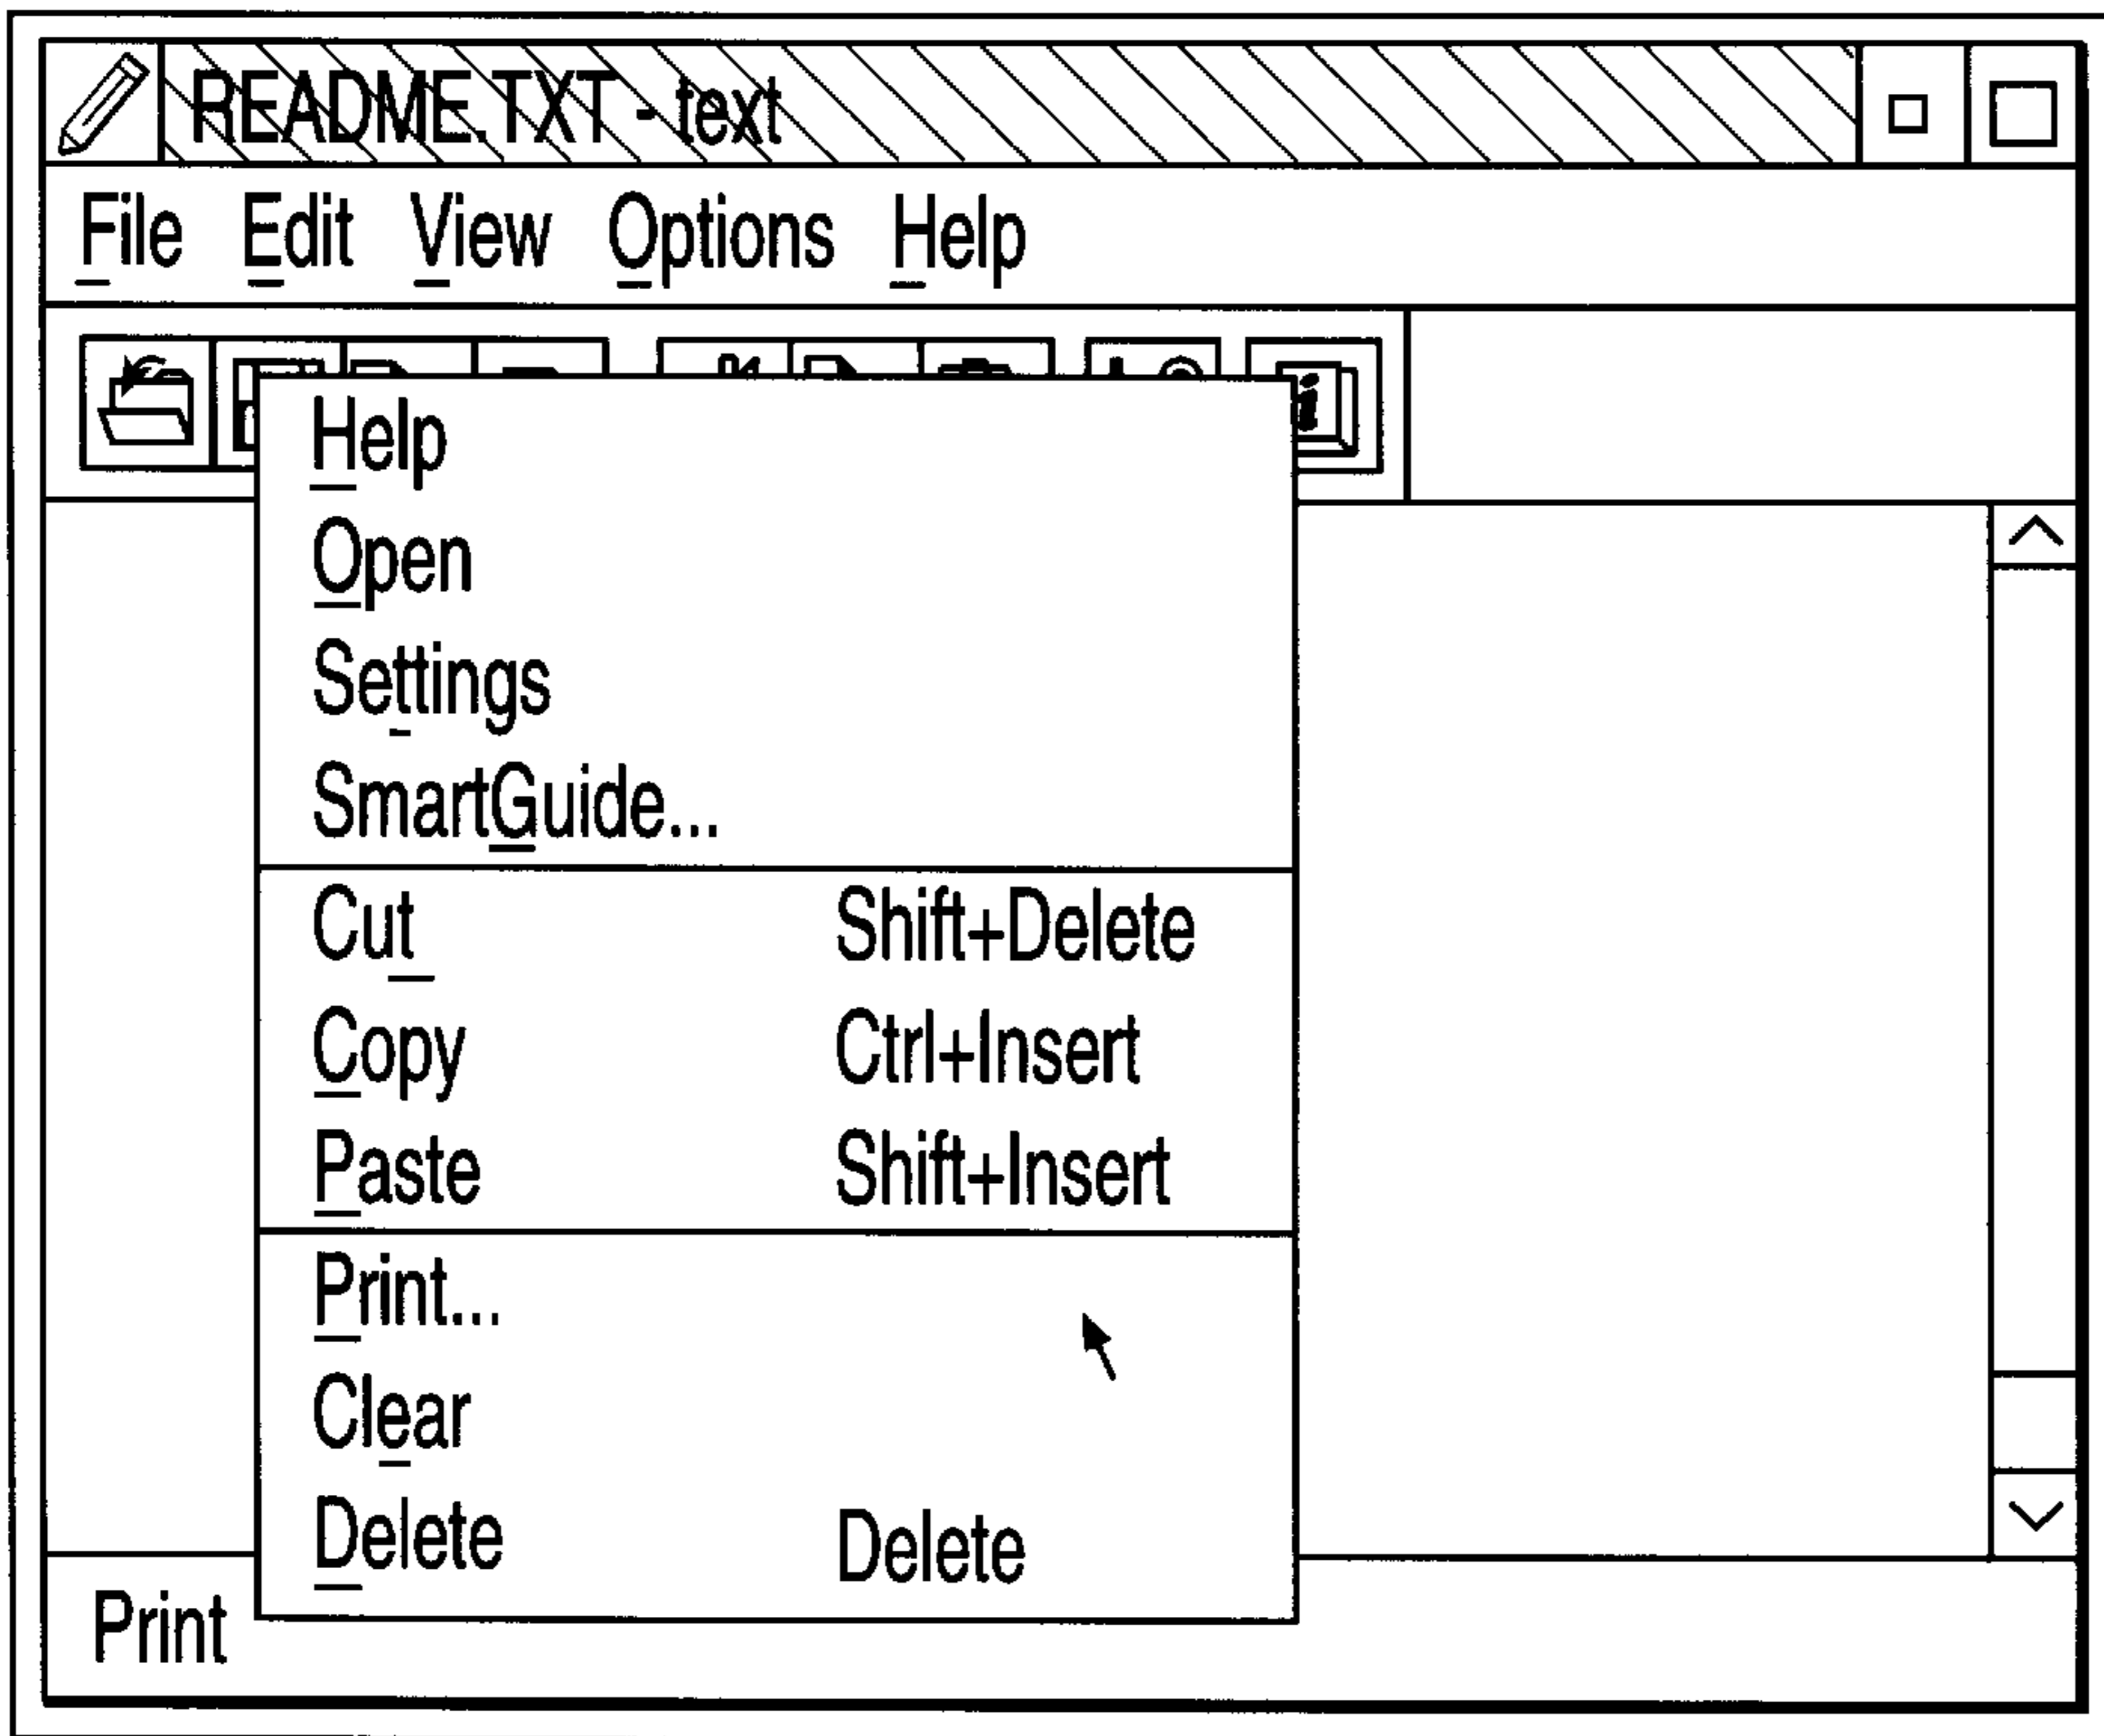 README.TXT - text
File Edit View Options Help
i
Help
Open
Settings
SmartGuide...
Cut Shift+Delete
Copy Ctrl+Insert
Paste Shift+Insert
Print...
Clear
Delete Delete
Print